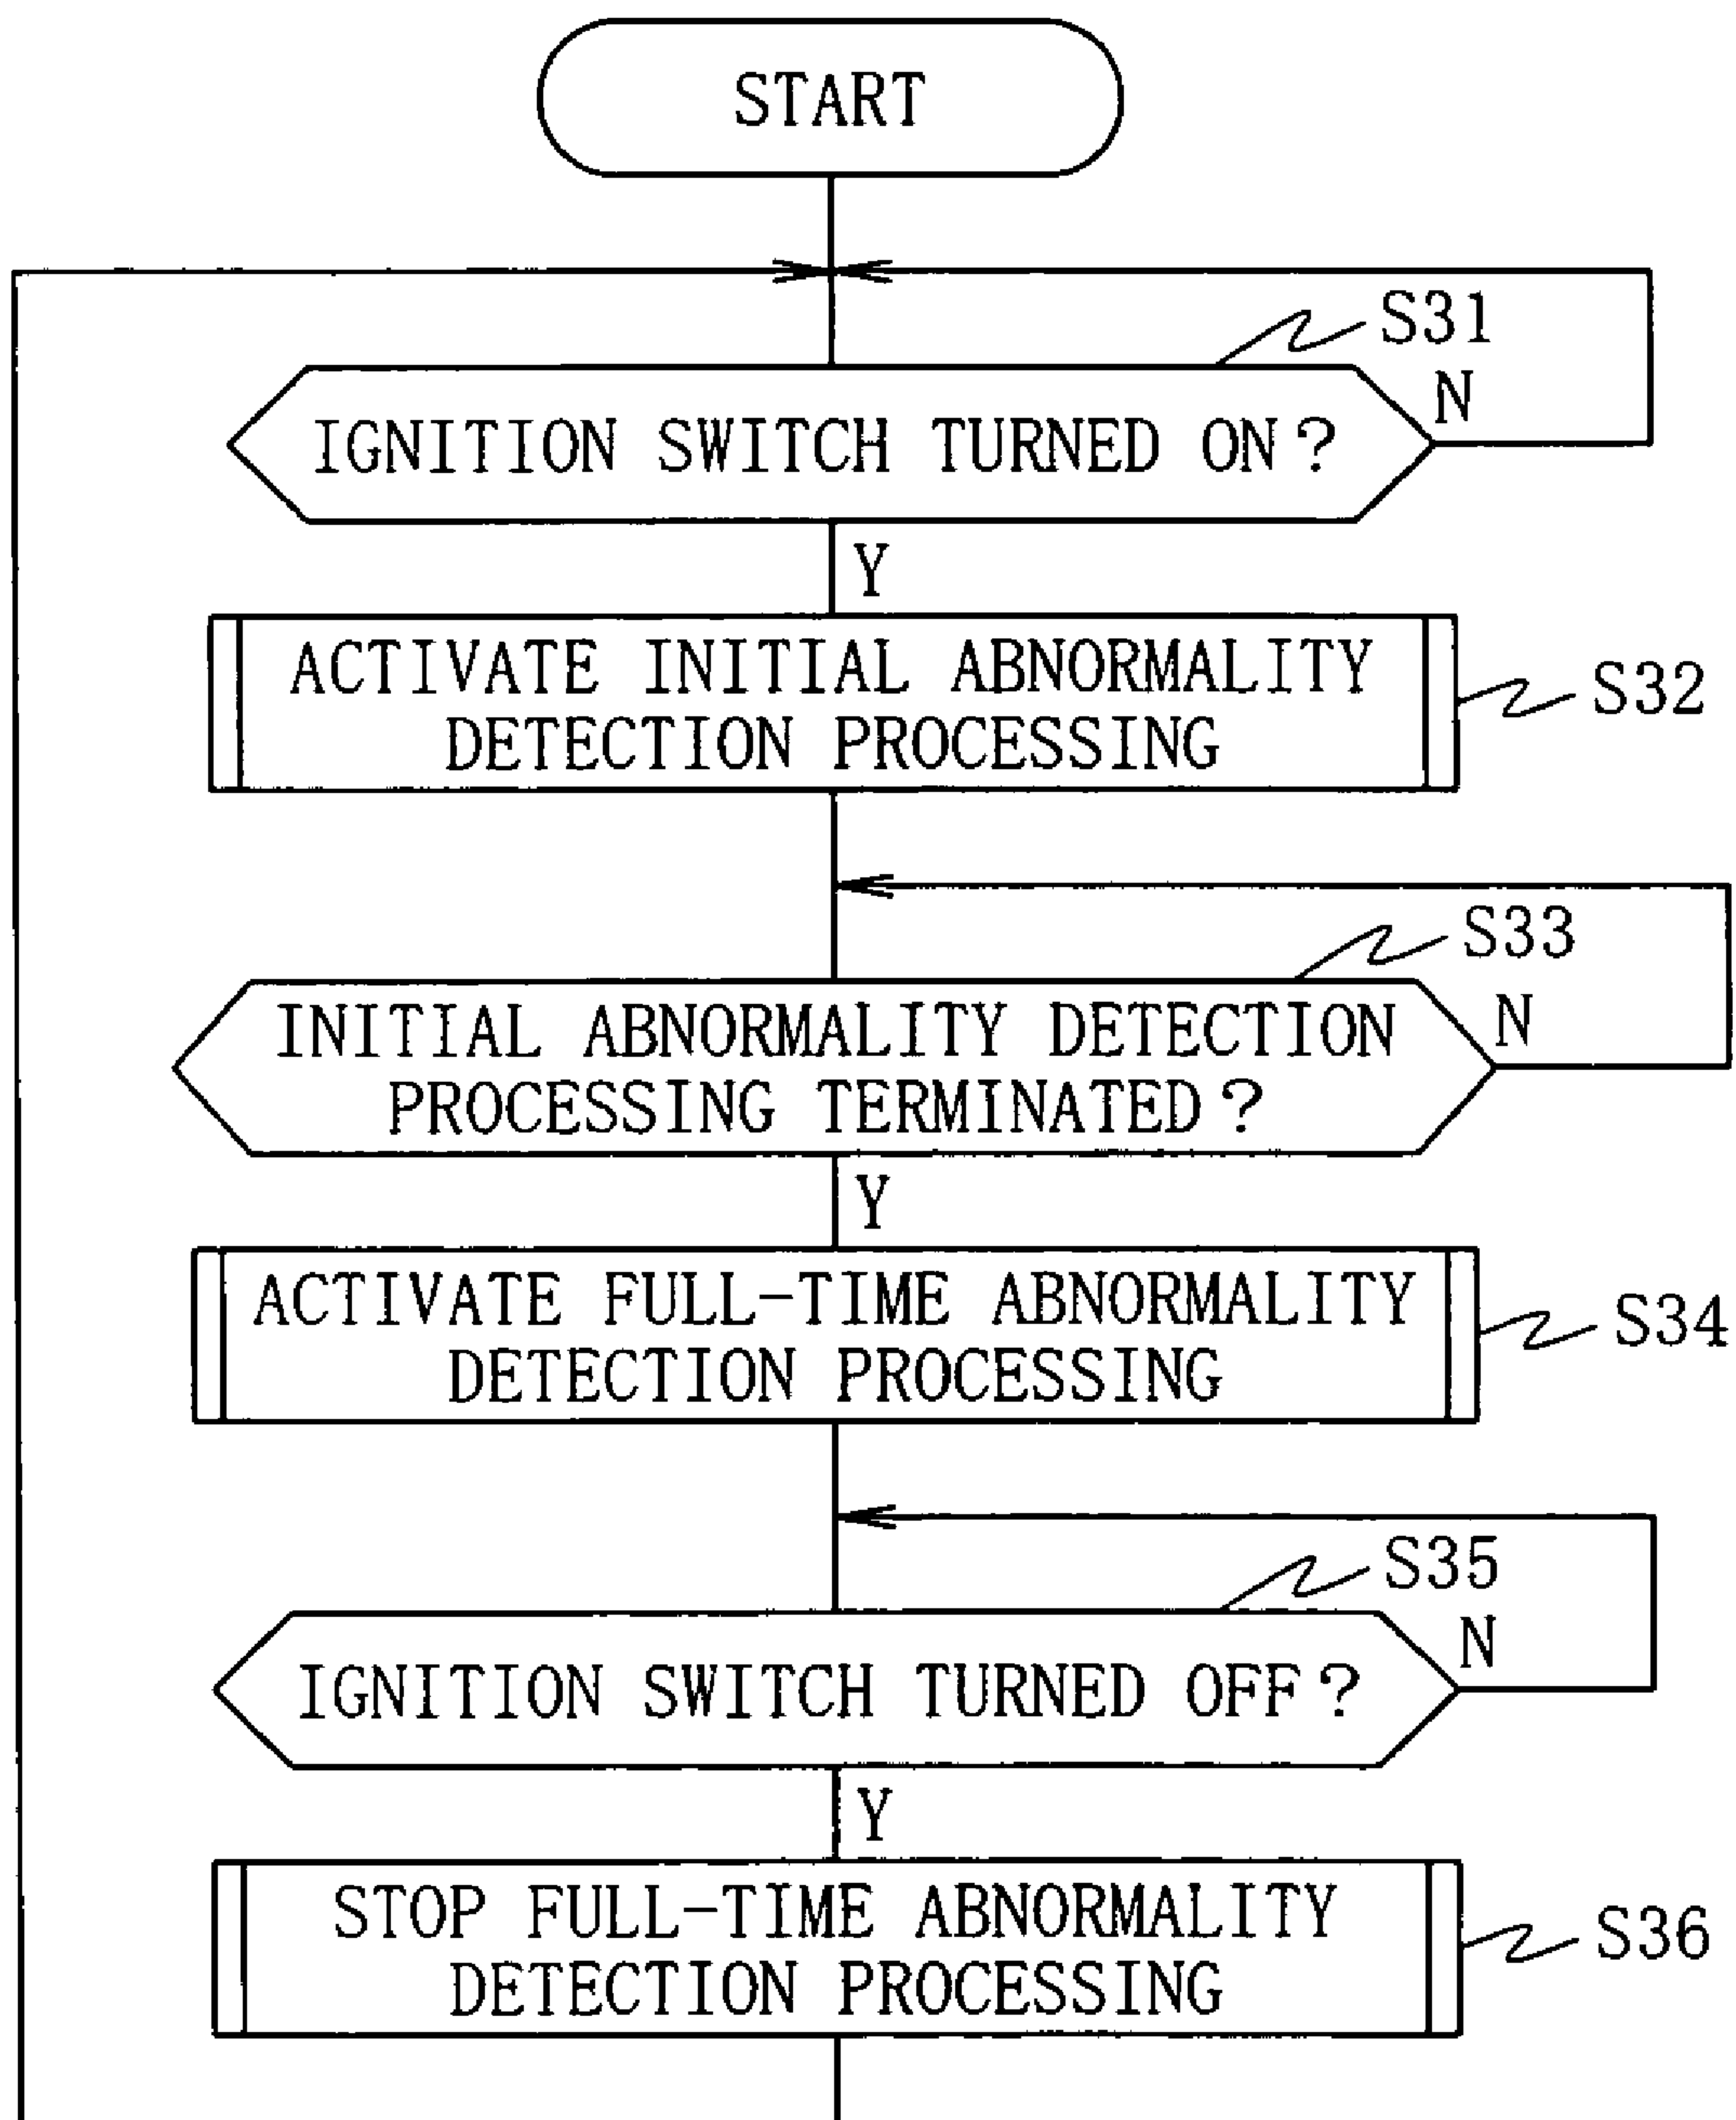 START
S31
N
IGNITION SWITCH TURNED ON?
Y
ACTIVATE INITIAL ABNORMALITY
DETECTION PROCESSING
S32
S33
N
INITIAL ABNORMALITY DETECTION
PROCESSING TERMINATED?
Y
ACTIVATE FULL-TIME ABNORMALITY
DETECTION PROCESSING
S34
S35
N
IGNITION SWITCH TURNED OFF?
Y
STOP FULL-TIME ABNORMALITY
DETECTION PROCESSING
S36